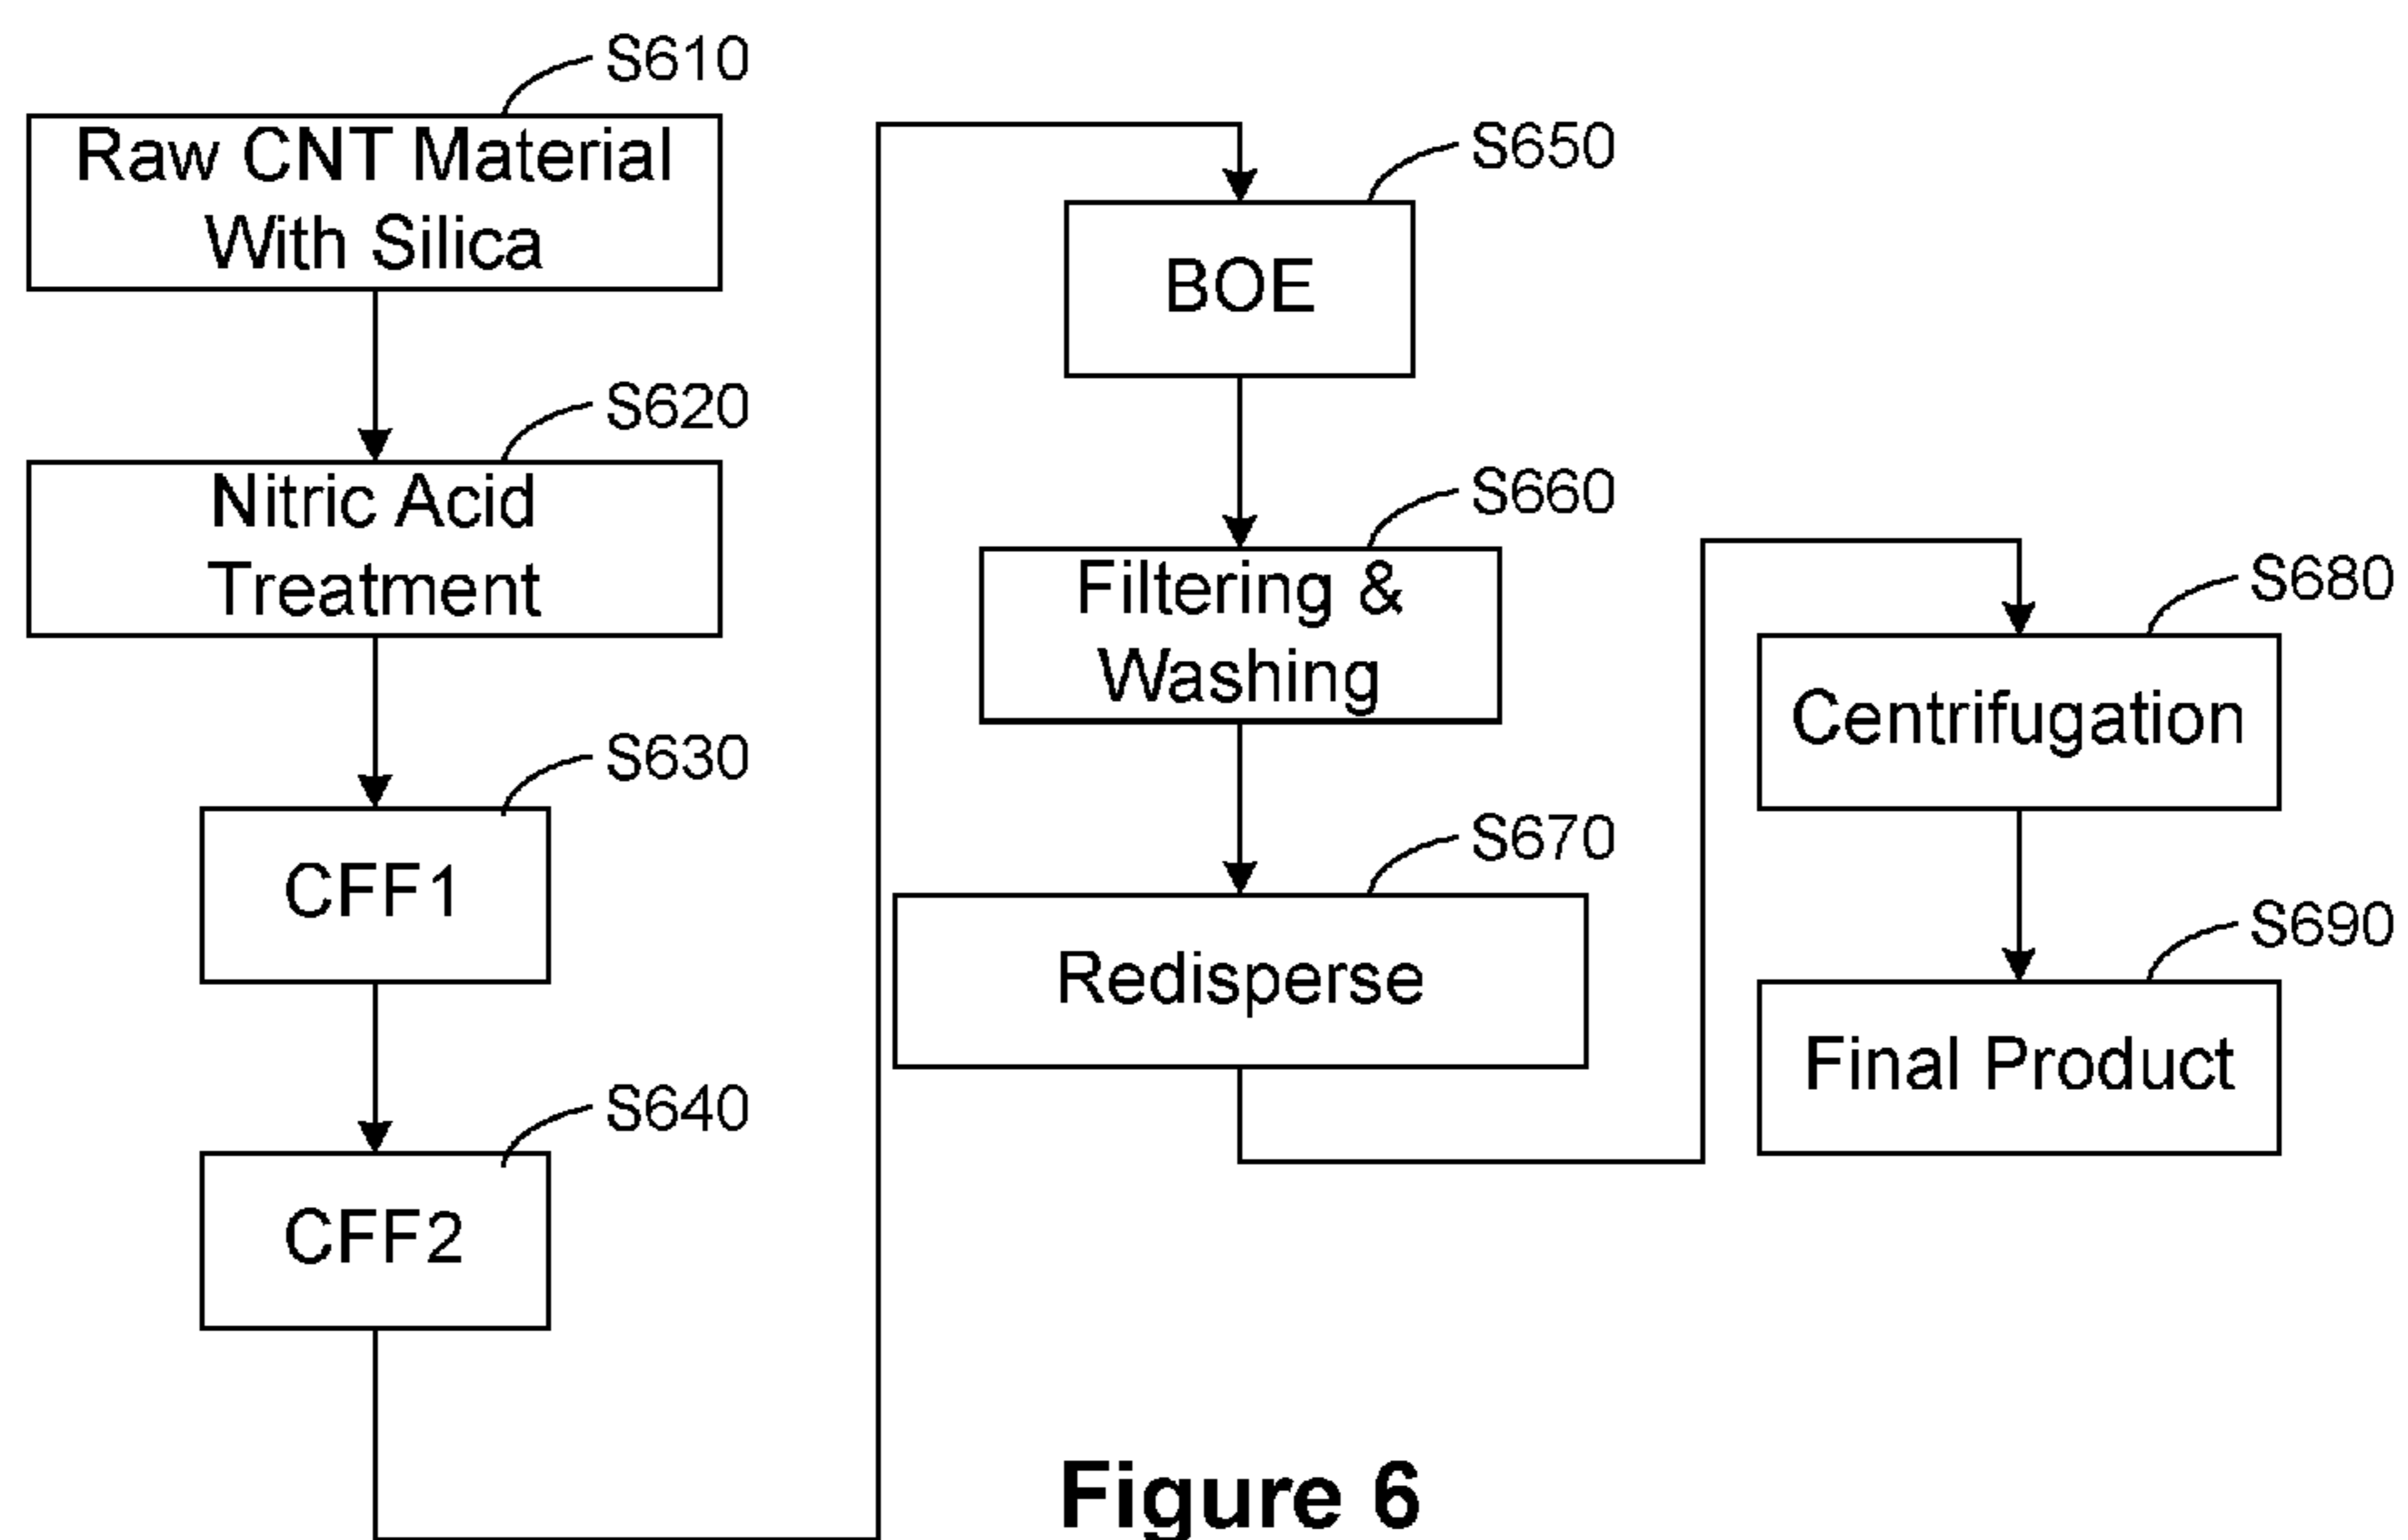 S610
Raw CNT Material
With Silica
S620
Nitric Acid
Treatment
S630
CFF1
S640
CFF2
S650
BOE
S660
Filtering &
Washing
S670
Redisperse
S680
Centrifugation
S690
Final Product
Figure 6